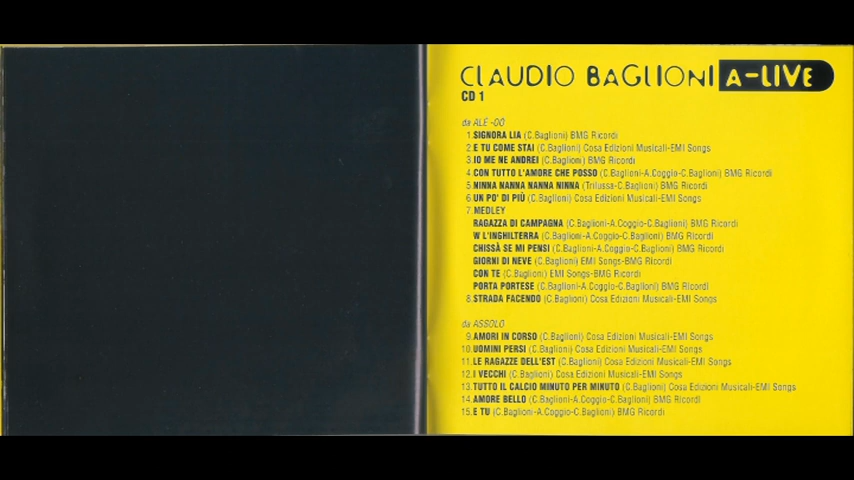 CLAUDIO BAGLIONI A-LIVE
CD 1
da ALE-OÓ
1. SIGNORA LIA (C.Baglioni) BMG Ricordi
2. E TU COME STAI (C.Baglioni) Cosa Edizioni Musicali-EMI Songs
3. IO ME NE ANDREI (C.Baglioni) BMG Ricordi
4. CON TUTTO L'AMORE CHE POSSO (C.Baglioni-A.Coggio-C.Baglioni) BMG Ricordi
5. NINNA NANNA NANNA NINNA (Trilussa-C.Baglioni) BMG Ricordi
6. UN PO' DI PIÙ (C.Baglioni) Cosa Edizioni Musicali-EMI Songs
7. MEDLEY
RAGAZZA DI CAMPAGNA (C.Baglioni-A.Coggio-C.Baglioni) BMG Ricordi
W L'INGHILTERRA (C.Baglioni-A.Coggio-C.Baglioni) BMG Ricordi
CHISSÀ SE MI PENSI (C.Baglioni-A.Coggio-C.Baglioni) BMG Ricordi
GIORNI DI NEVE (C.Baglioni) EMI Songs-BMG Ricordi
CON TE (C.Baglioni) EMI Songs-BMG Ricordi
PORTA PORTESE (C.Baglioni-A.Coggio-C.Baglioni) BMG Ricordi
8. STRADA FACENDO (C.Baglioni) Cosa Edizioni Musicali-EMI Songs
da ASSOLO
9. AMORI IN CORSO (C.Baglioni) Cosa Edizioni Musicali-EMI Songs
10. UOMINI PERSI (C.Baglioni) Cosa Edizioni Musicali-EMI Songs
11. LE RAGAZZE DELL'EST (C.Baglioni) Cosa Edizioni Musicali-EMI Songs
12. I VECCHI (C.Baglioni) Cosa Edizioni Musicali-EMI Songs
13. TUTTO IL CALCIO MINUTO PER MINUTO (C.Baglioni) Cosa Edizioni Musicali-EMI Songs
14. AMORE BELLO (C.Baglioni-A.Coggio-C.Baglioni) BMG Ricordi
15. E TU (C.Baglioni-A.Coggio-C.Baglioni) BMG Ricordi